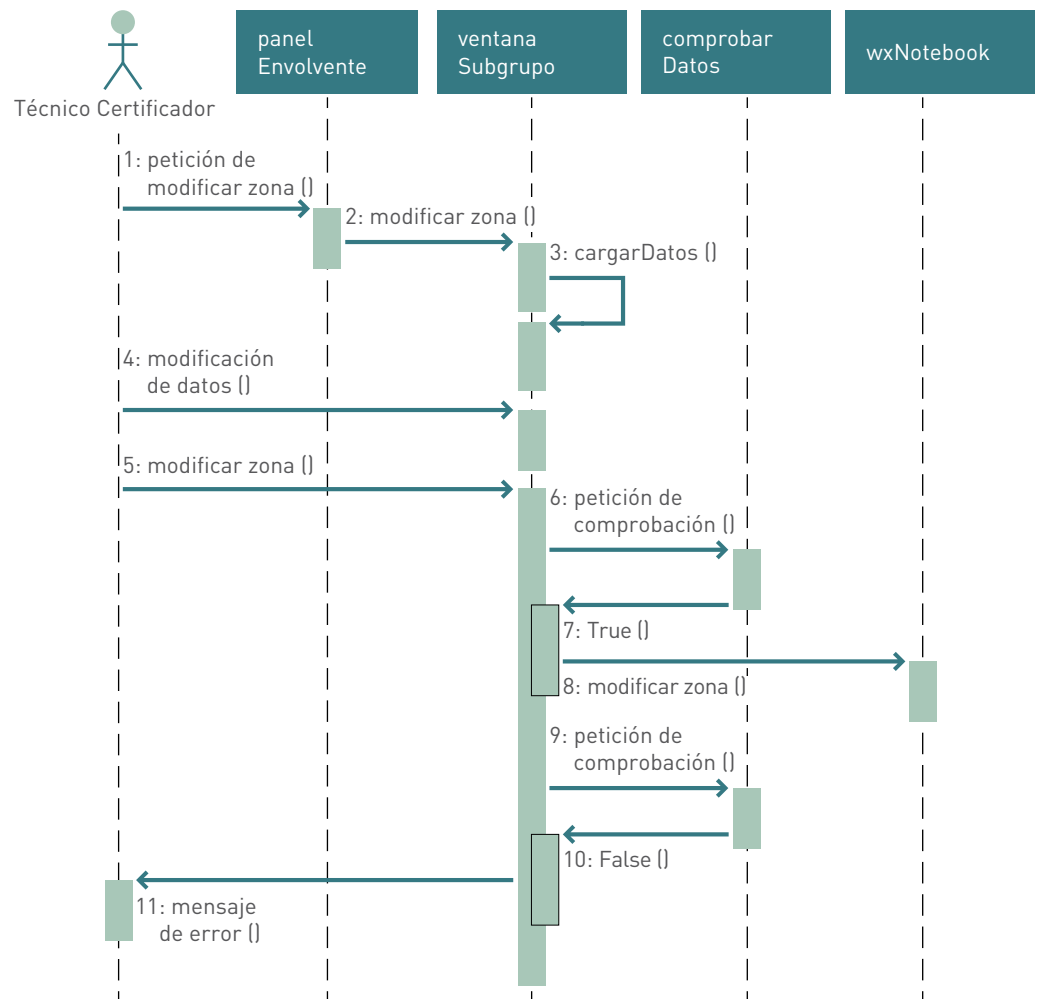 panel
Envolvente
ventana
Subgrupo
comprobar
Datos
wxNotebook
Técnico Certificador
1: petición de
modificar zona ()
2: modificar zona ()
3: cargarDatos ()
4: modificación
de datos ()
5: modificar zona ()
6: petición de
comprobación ()
7: True ()
8: modificar zona ()
9: petición de
comprobación ()
10: False ()
11: mensaje
de error ()